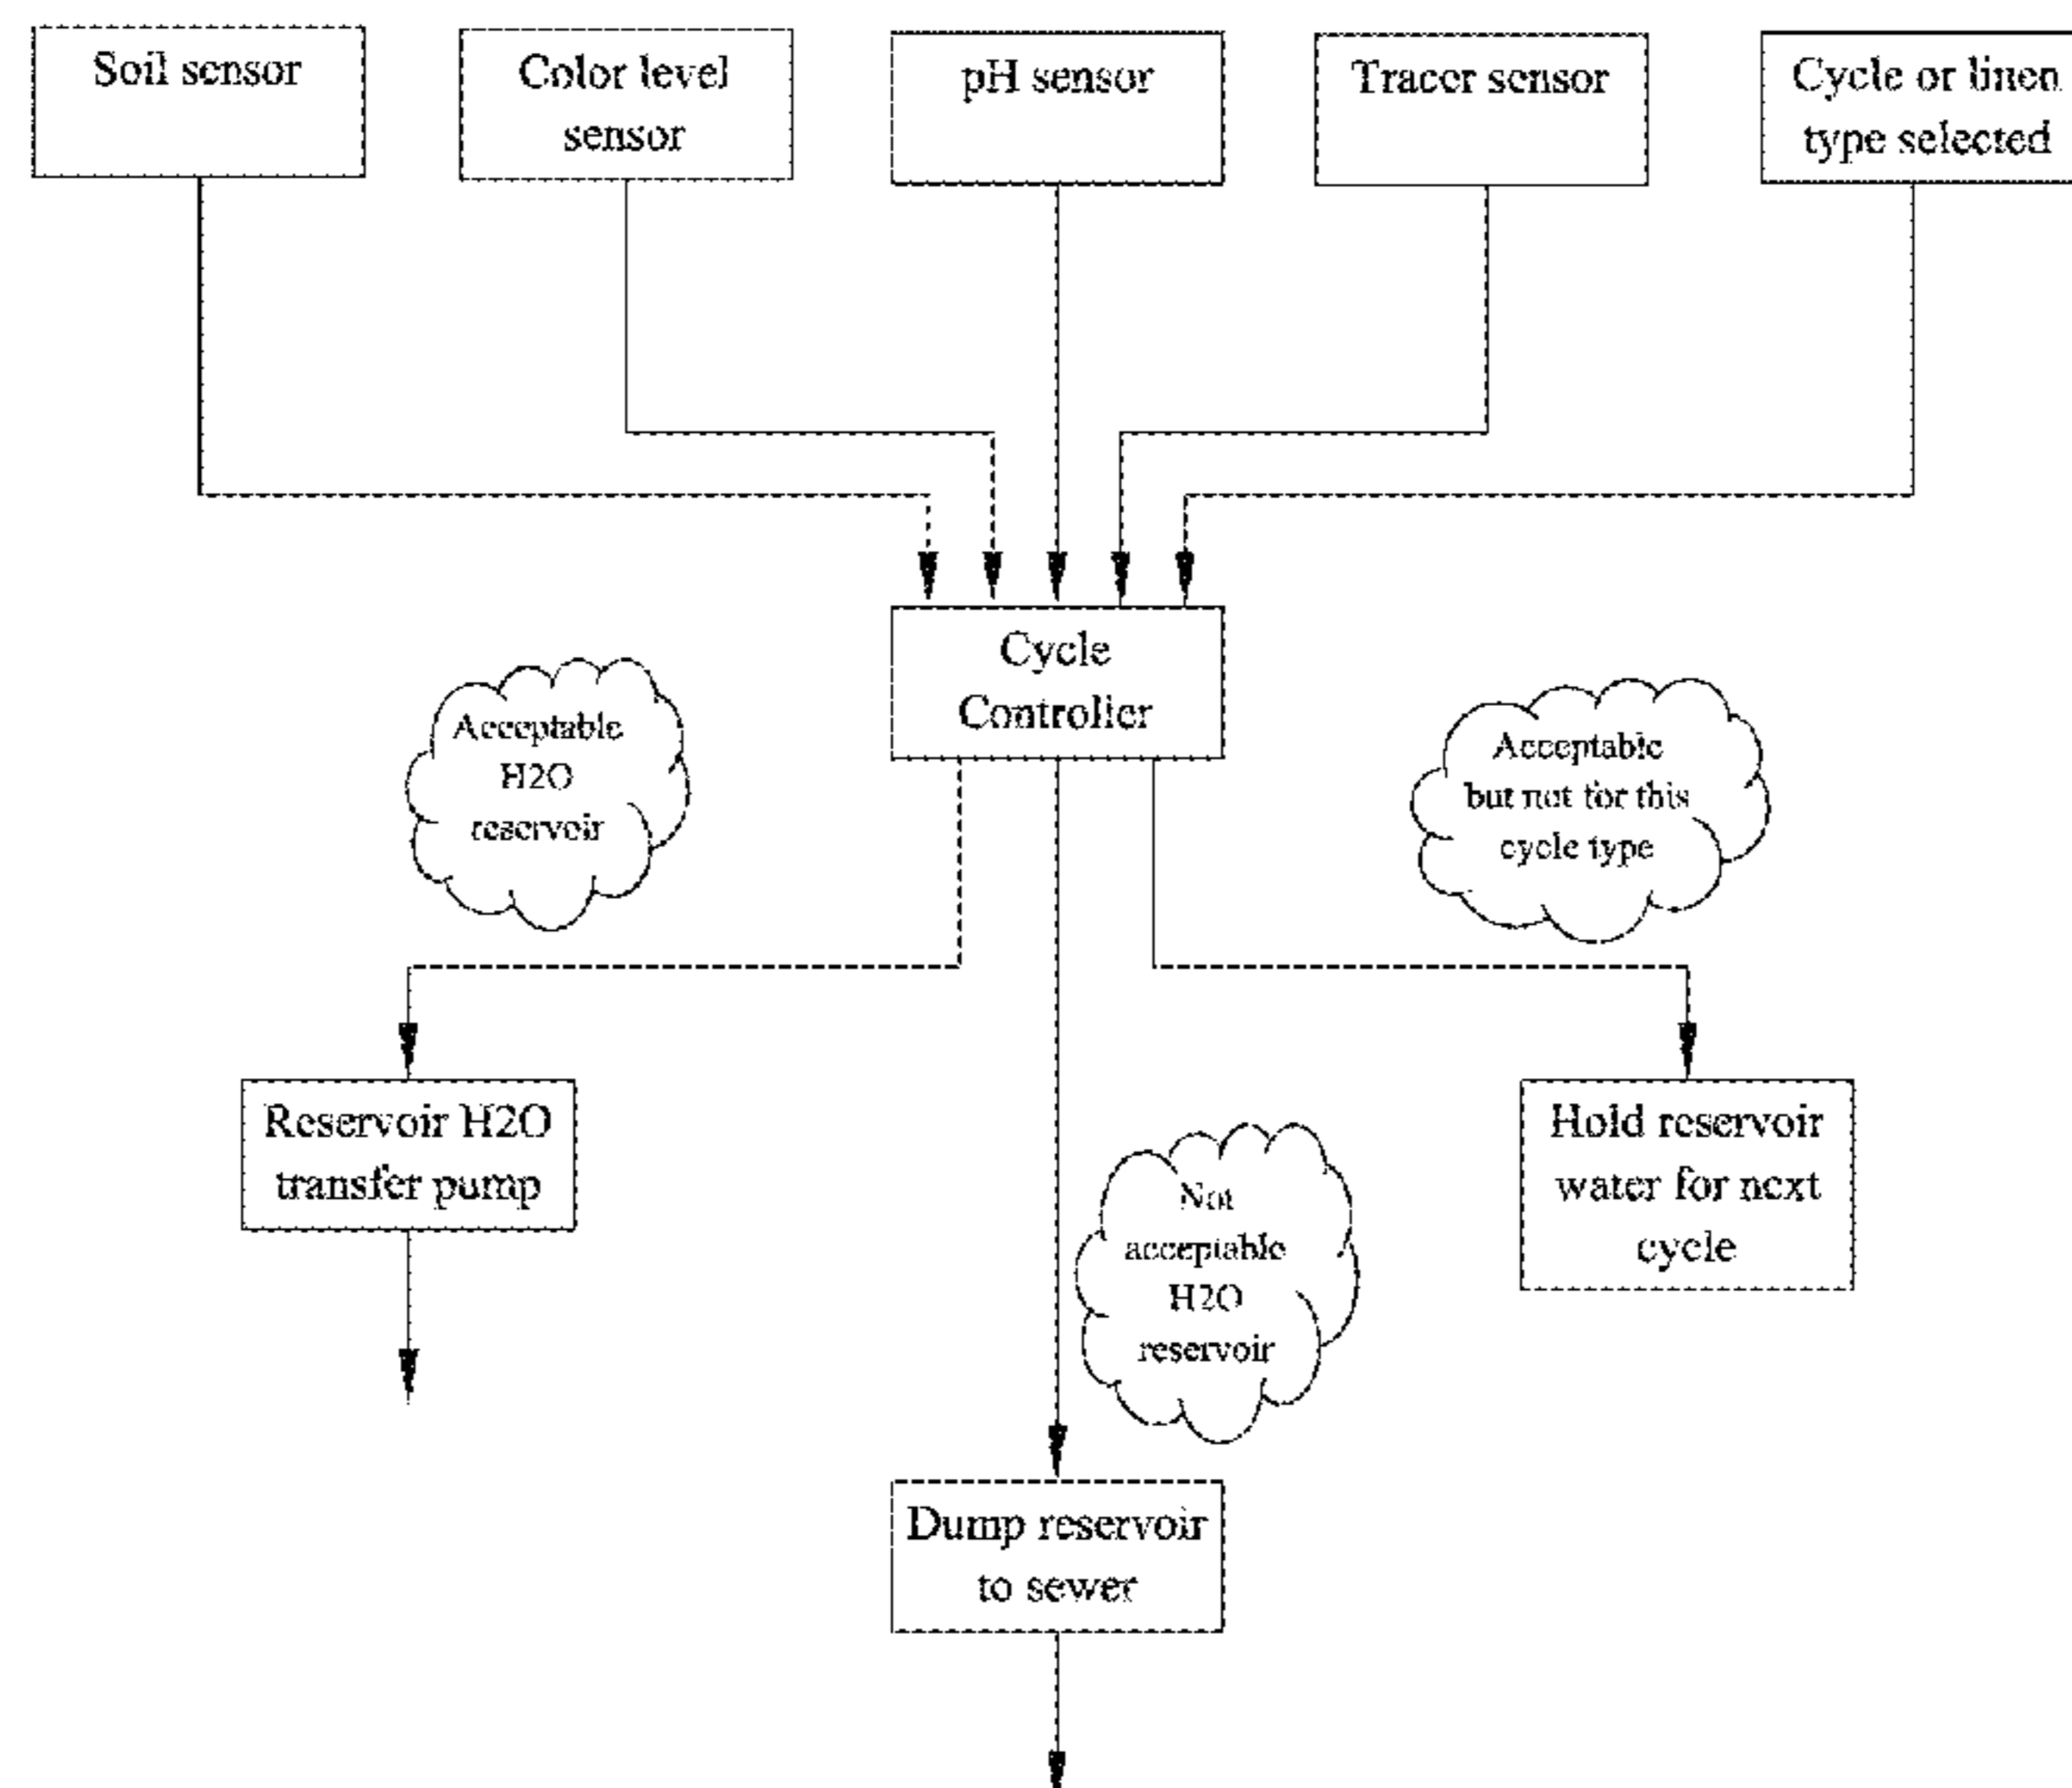 Soil sensor
Color level
sensor
pH sensor
Tracer sensor
Cycle or linen
type selected
Cycle
Controller
Acceptable
H2O
reservoir
Acceptable
but not for this
cycle type
Reservoir H2O
transfer pump
Not
acceptable
H2O
reservoir
Hold reservoir
water for next
cycle
Dump reservoir
to sewer